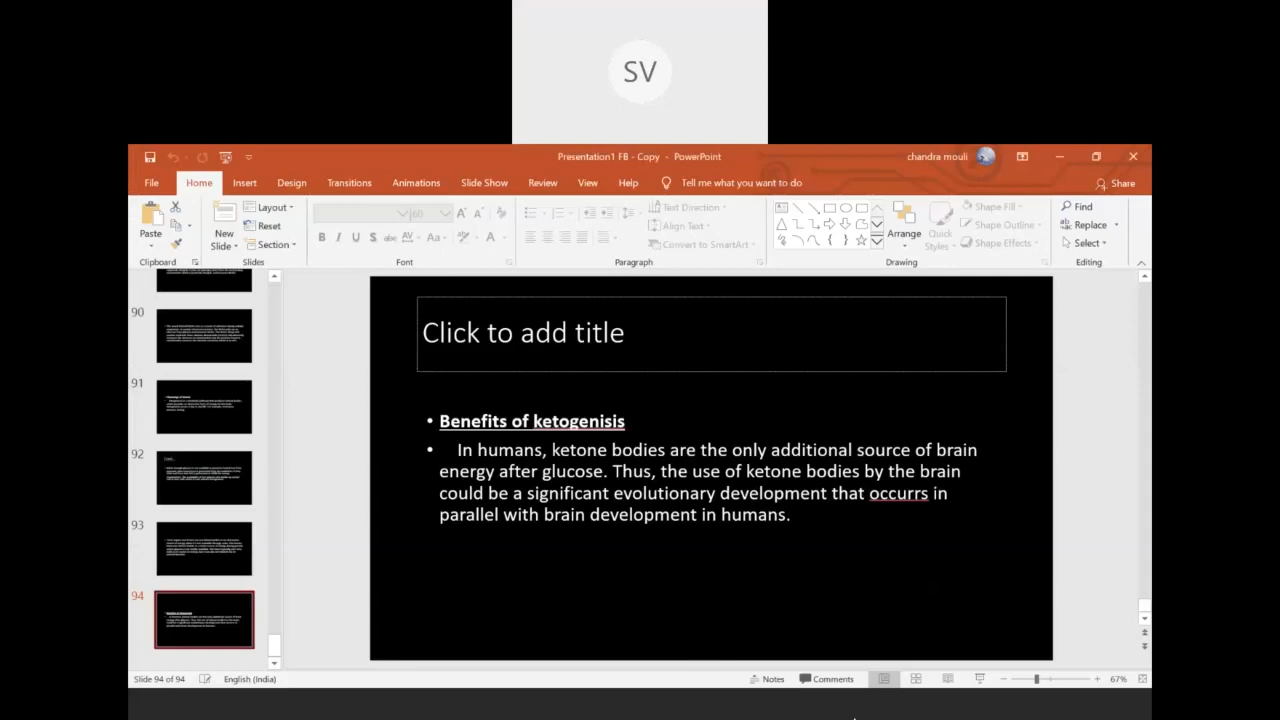 SV
Presentation1 FB - Copy - PowerPoint
chandra mouli
File Home Insert Design Transitions Animations Slide Show Review View Help Tell me what you want to do Share
Paste
New
Slide
Layout
Reset
Section
60
B I U S abc AV Aa A
Text Direction
Align Text
Convert to SmartArt
Arrange
Quick
Styles
Shape Fill
Shape Outline
Shape Effects
Find
Replace
Select
Clipboard Slides Font Paragraph Drawing Editing
90
91
92
93
94
Click to add title
• Benefits of ketogenisis
• In humans, ketone bodies are the only additional source of brain
energy after glucose. Thus, the use of ketone bodies by the brain
could be a significant evolutionary development that occurrs in
parallel with brain development in humans.
Slide 94 of 94 English (India) Notes Comments 67%